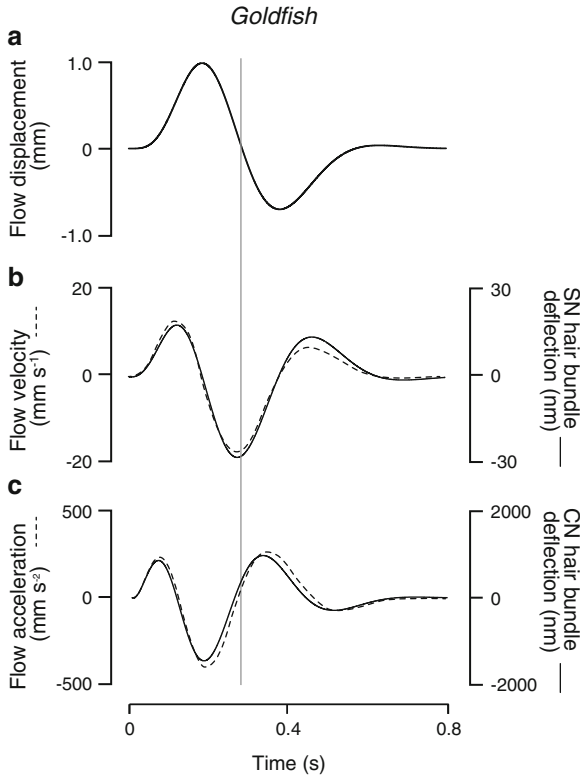 Goldfish
a
Flow displacement
(mm)
1.0
0
-1.0
b
Flow velocity
(mm s-1)
20
0
-20
30
0
-30
SN hair bundle
deflection (nm)
c
Flow acceleration
(mm s-2)
500
0
-500
2000
0
-2000
CN hair bundle
deflection (nm)
0
0.4
0.8
Time (s)